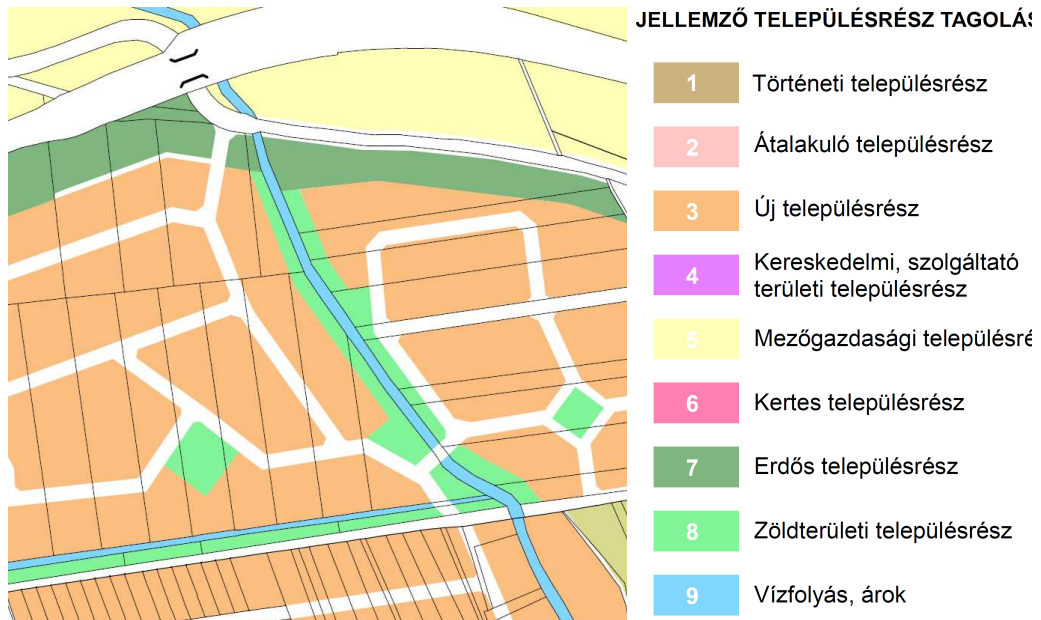 JELLEMZŐ TELEPÜLÉSRÉSZ TAGOLÁS
1 Történeti településrész
2 Átalakuló településrész
3 Új településrész
4 Kereskedelmi, szolgáltató
területi településrész
5 Mezőgazdasági településré
6 Kertes településrész
7 Erdős településrész
8 Zöldterületi településrész
9 Vízfolyás, árok